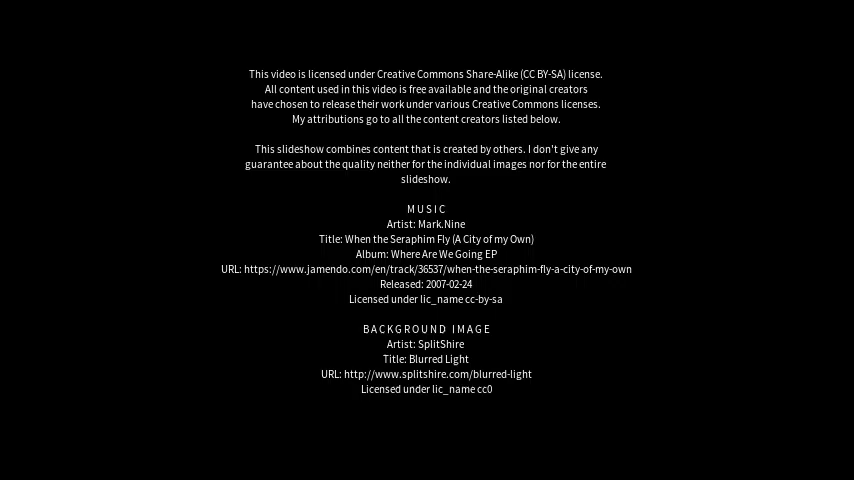 This video is licensed under Creative Commons Share-Alike (CC BY-SA) license.
All content used in this video is free available and the original creators
have chosen to release their work under various Creative Commons licenses.
My attributions go to all the content creators listed below.
This slideshow combines content that is created by others. I don't give any
guarantee about the quality neither for the individual images nor for the entire
slideshow.
MUSIC
Artist: Mark.Nine
Title: When the Seraphim Fly (A City of my Own)
Album: Where Are We Going EP
URL: https://www.jamendo.com/en/track/36537/when-the-seraphim-fly-a-city-of-my-own
Released: 2007-02-24
Licensed under lic_name cc-by-sa
BACKGROUND IMAGE
Artist: SplitShire
Title: Blurred Light
URL: http://www.splitshire.com/blurred-light
Licensed under lic_name cc0